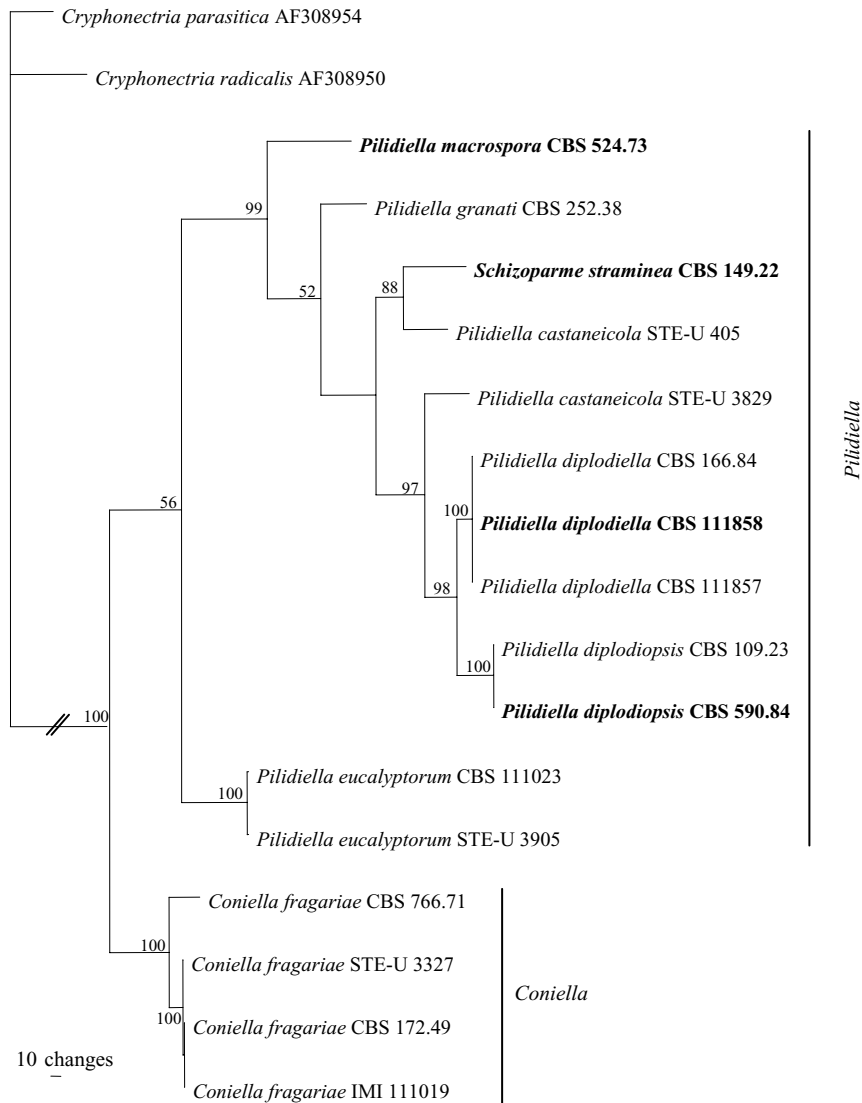 Cryphonectria parasitica AF308954
Cryphonectria radicalis AF308950
Pilidiella macrospora CBS 524.73
99
Pilidiella granati CBS 252.38
Schizoparme straminea CBS 149.22
88
52
Pilidiella castaneicola STE-U 405
Pilidiella castaneicola STE-U 3829
Pilidiella
Pilidiella diplodiella CBS 166.84
97
56
100
Pilidiella diplodiella CBS 111858
Pilidiella diplodiella CBS 111857
98
Pilidiella diplodiopsis CBS 109.23
100
Pilidiella diplodiopsis CBS 590.84
100
Pilidiella eucalyptorum CBS 111023
100
Pilidiella eucalyptorum STE-U 3905
Coniella fragariae CBS 766.71
100
Coniella fragariae STE-U 3327
Coniella
100
Coniella fragariae CBS 172.49
10 changes
Coniella fragariae IMI 111019